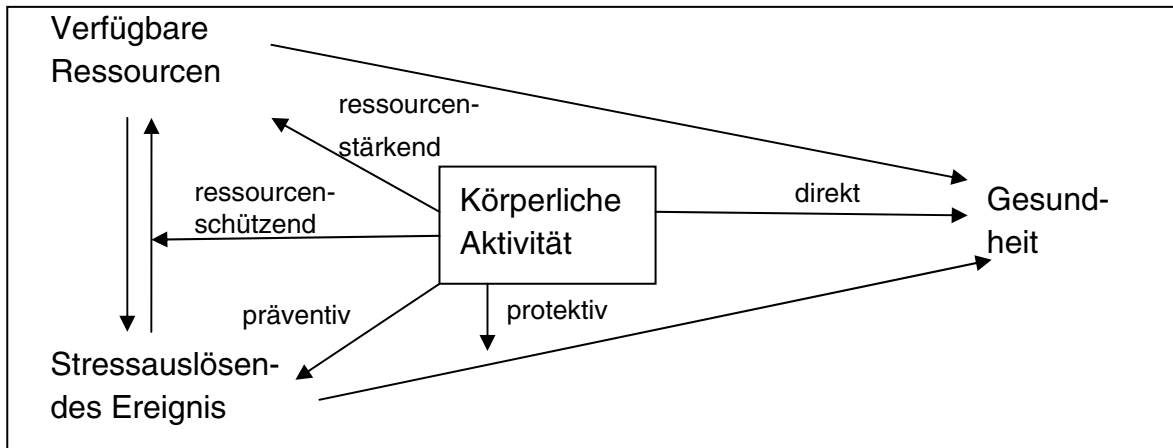 Verfügbare
Ressourcen
ressourcen-
stärkend
ressourcen-
schützend
Körperliche
Aktivität
direkt
Gesund-
heit
präventiv
protektiv
Stressauslösen-
des Ereignis